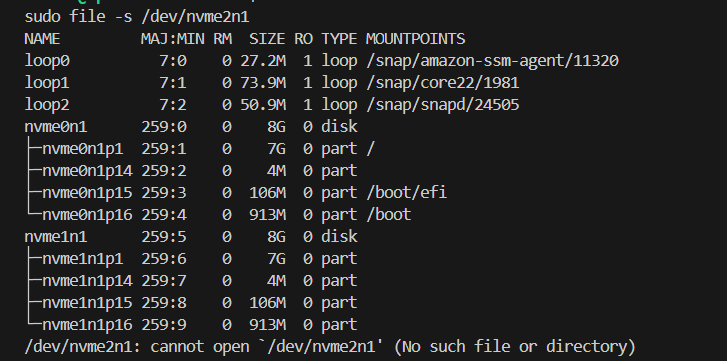 sudo file -s /dev/nvme2n1
NAME         MAJ:MIN RM  SIZE RO TYPE MOUNTPOINTS
loop0          7:0    0 27.2M  1 loop /snap/amazon-ssm-agent/11320
loop1          7:1    0 73.9M  1 loop /snap/core22/1981
loop2          7:2    0 50.9M  1 loop /snap/snapd/24505
nvme0n1      259:0    0    8G  0 disk
├─nvme0n1p1  259:1    0    7G  0 part /
├─nvme0n1p14 259:2    0    4M  0 part
├─nvme0n1p15 259:3    0  106M  0 part /boot/efi
└─nvme0n1p16 259:4    0  913M  0 part /boot
nvme1n1      259:5    0    8G  0 disk
├─nvme1n1p1  259:6    0    7G  0 part
├─nvme1n1p14 259:7    0    4M  0 part
├─nvme1n1p15 259:8    0  106M  0 part
└─nvme1n1p16 259:9    0  913M  0 part
/dev/nvme2n1: cannot open `/dev/nvme2n1' (No such file or directory)